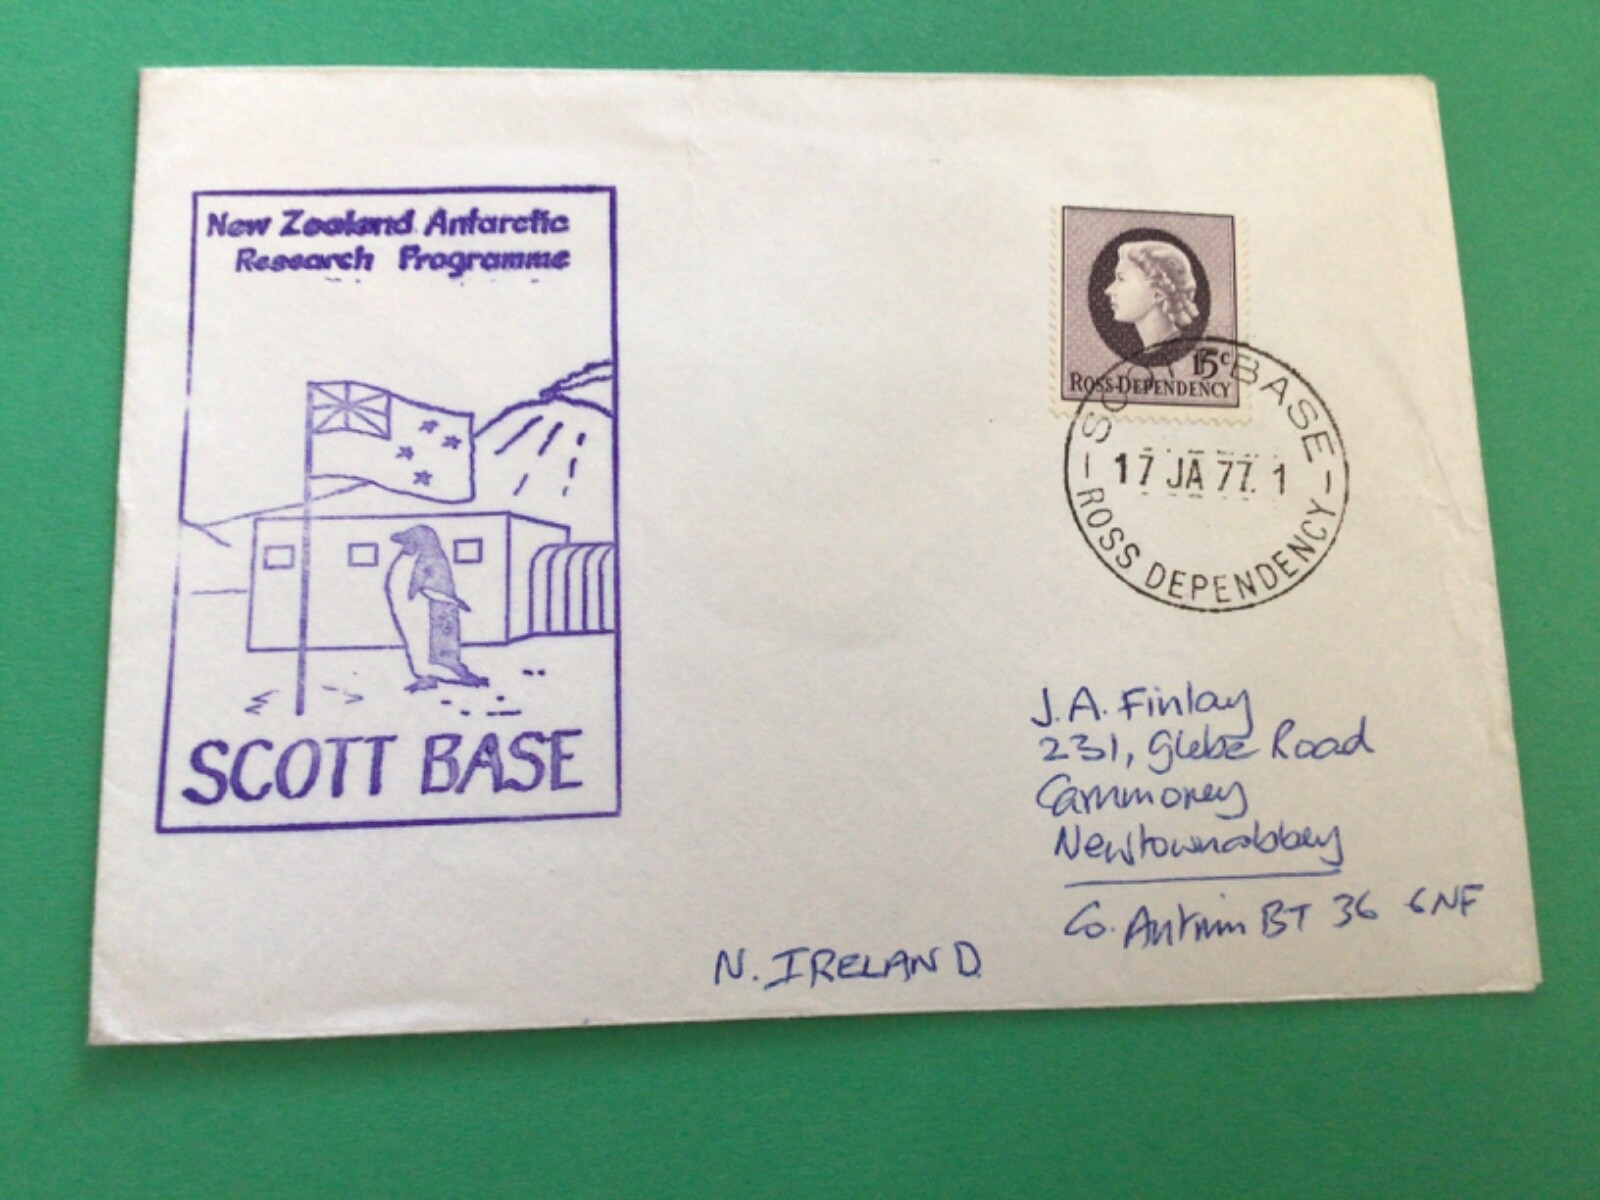 New Zealand Antarctic
Research Programme
SCOTT BASE
15c
ROSS DEPENDENCY
SCOTT BASE
17 JA 77. 1
ROSS DEPENDENCY
J. A. Finlay
231, Glebe Road
Carnmoney
Newtownabbey
Co. Antrim BT 36 6NF
N. IRELAND